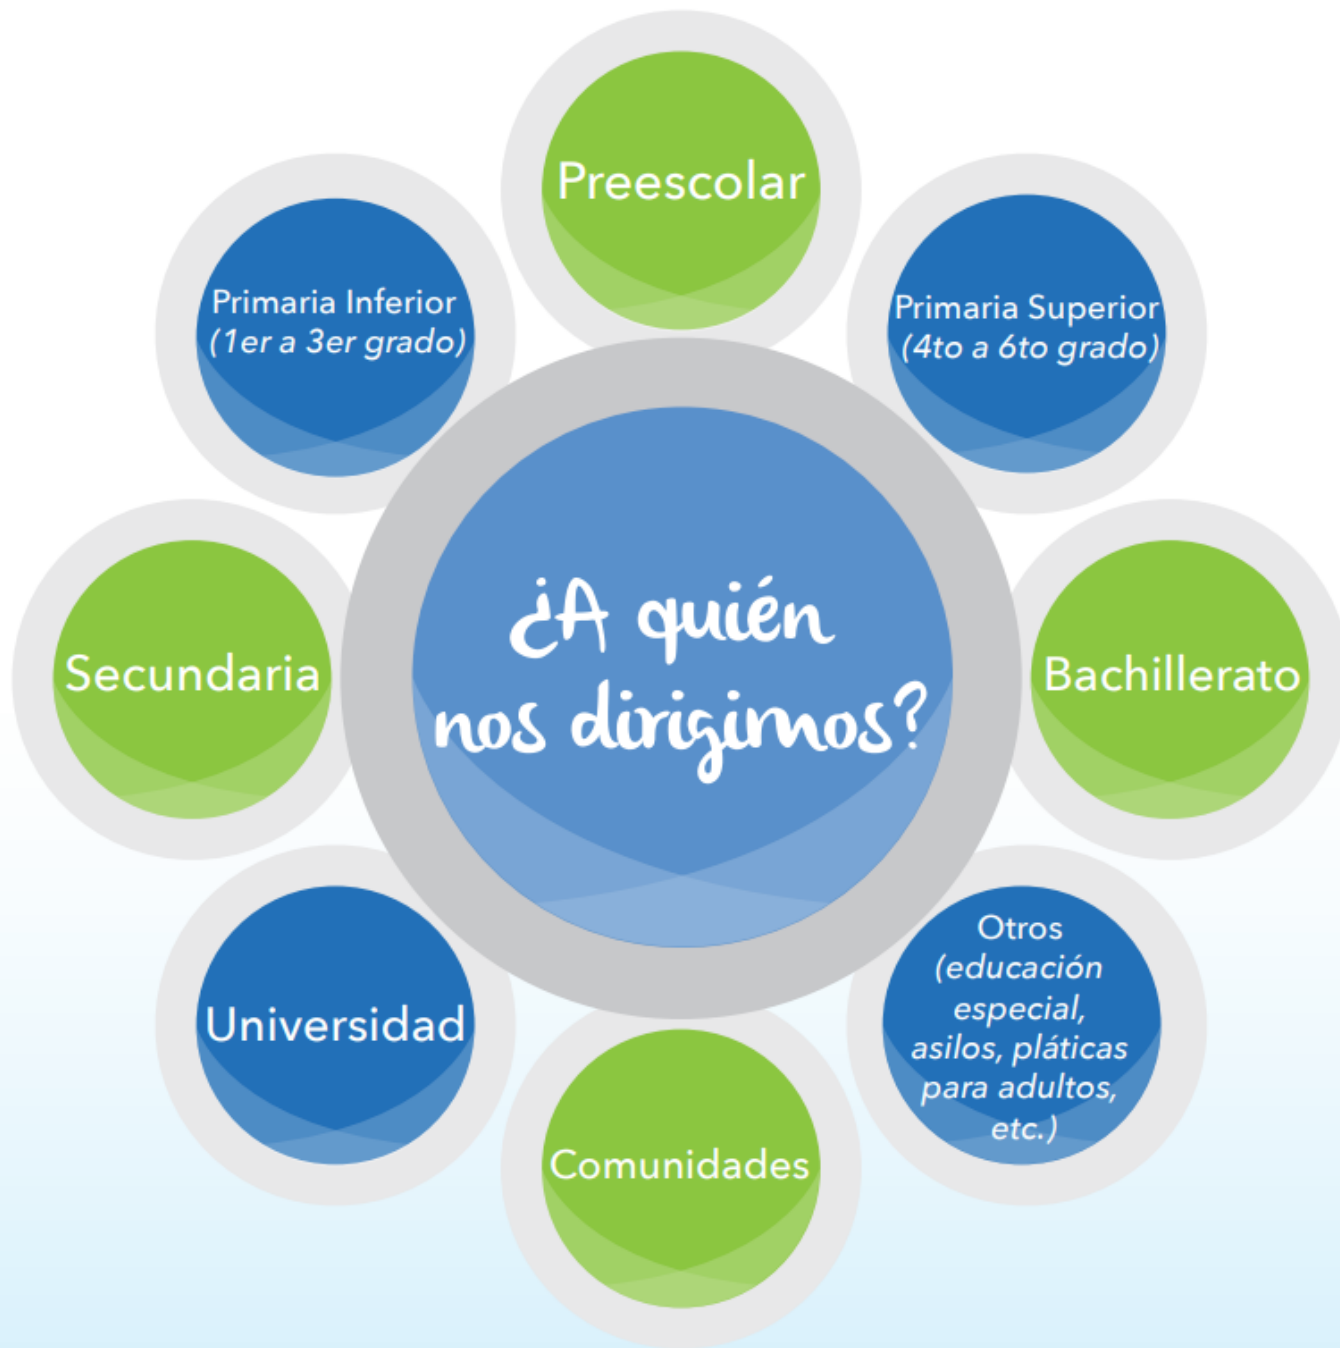 Preescolar
Primaria Inferior
(1er a 3er grado)
Primaria Superior
(4to a 6to grado)
¿A quién
nos dirigimos?
Secundaria
Bachillerato
Universidad
Otros
(educación
especial,
asilos, pláticas
para adultos,
etc.)
Comunidades